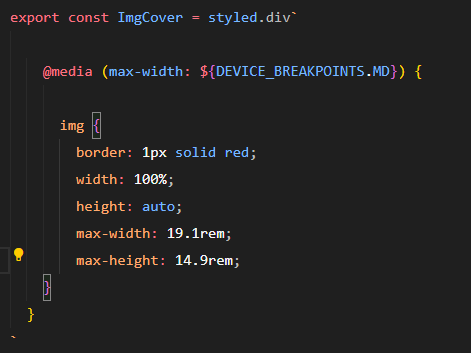 export const ImgCover = styled.div`
@media (max-width: ${DEVICE_BREAKPOINTS.MD}) {
img {
border: 1px solid red;
width: 100%;
height: auto;
max-width: 19.1rem;
max-height: 14.9rem;
}
}
`